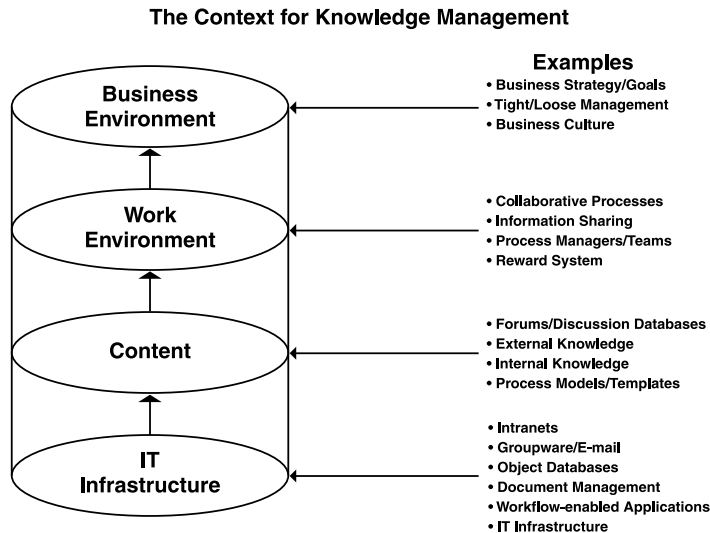 The Context for Knowledge Management
Examples
Business
Environment
• Business Strategy/Goals
• Tight/Loose Management
• Business Culture
Work
Environment
• Collaborative Processes
• Information Sharing
• Process Managers/Teams
• Reward System
Content
• Forums/Discussion Databases
• External Knowledge
• Internal Knowledge
• Process Models/Templates
IT
Infrastructure
• Intranets
• Groupware/E-mail
• Object Databases
• Document Management
• Workflow-enabled Applications
• IT Infrastructure